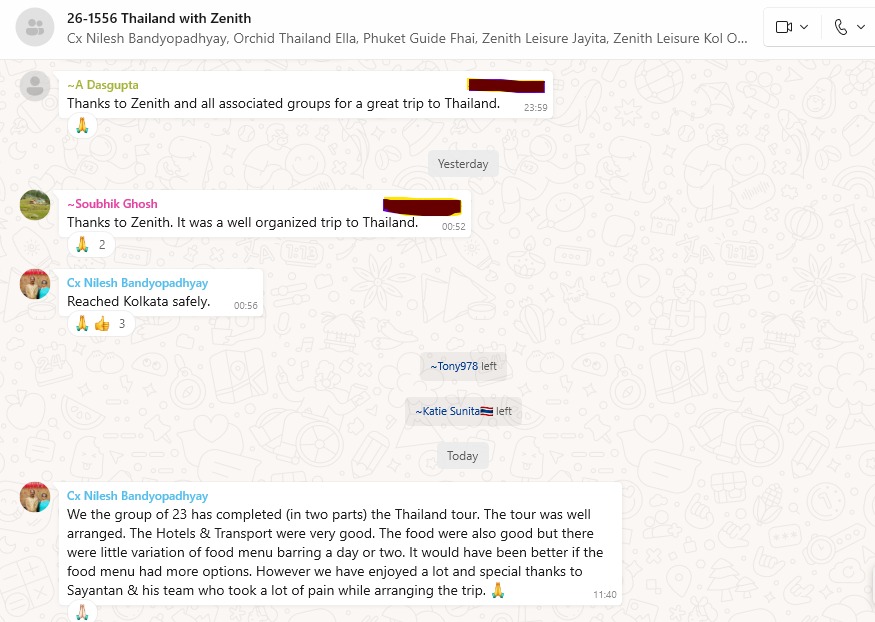 26-1556 Thailand with Zenith
Cx Nilesh Bandyopadhyay, Orchid Thailand Ella, Phuket Guide Fhai, Zenith Leisure Jayita, Zenith Leisure Kol O...
~A Dasgupta
Thanks to Zenith and all associated groups for a great trip to Thailand.
23:59
Yesterday
~Soubhik Ghosh
Thanks to Zenith. It was a well organized trip to Thailand.
00:52
2
Cx Nilesh Bandyopadhyay
Reached Kolkata safely.
00:56
3
~Tony978 left
~Katie Sunita🇹🇭 left
Today
Cx Nilesh Bandyopadhyay
We the group of 23 has completed (in two parts) the Thailand tour. The tour was well
arranged. The Hotels & Transport were very good. The food were also good but there
were little variation of food menu barring a day or two. It would have been better if the
food menu had more options. However we have enjoyed a lot and special thanks to
Sayantan & his team who took a lot of pain while arranging the trip. 🙏
11:40